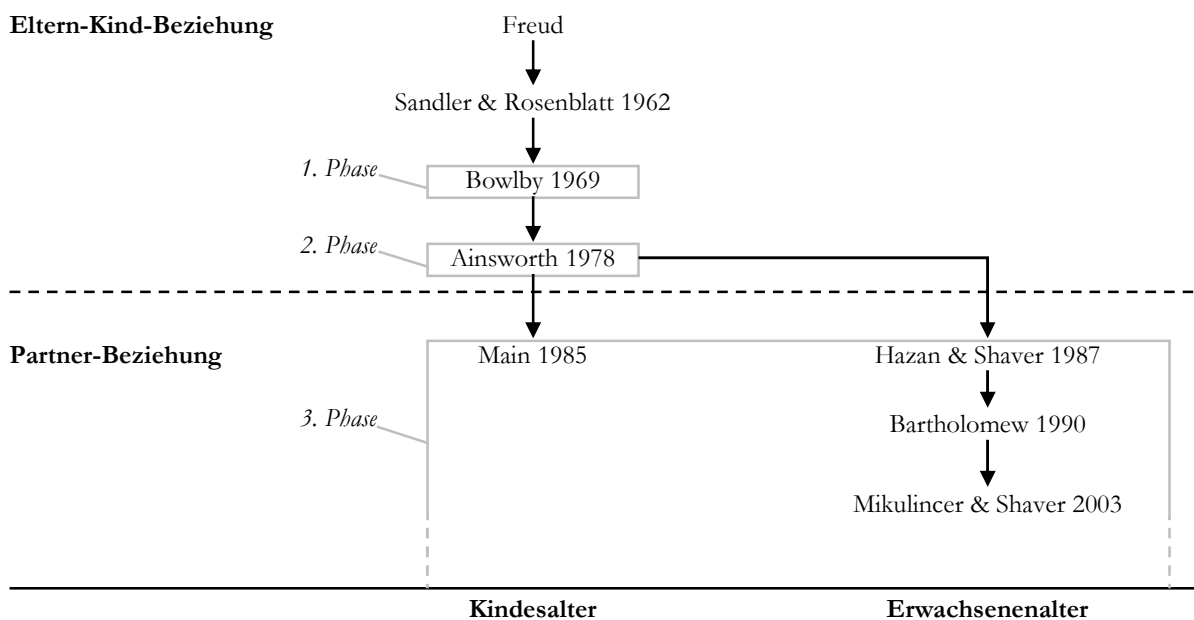 Eltern-Kind-Beziehung
Freud
Sandler & Rosenblatt 1962
1. Phase
Bowlby 1969
2. Phase
Ainsworth 1978
Partner-Beziehung
Main 1985
Hazan & Shaver 1987
3. Phase
Bartholomew 1990
Mikulincer & Shaver 2003
Kindesalter
Erwachsenenalter